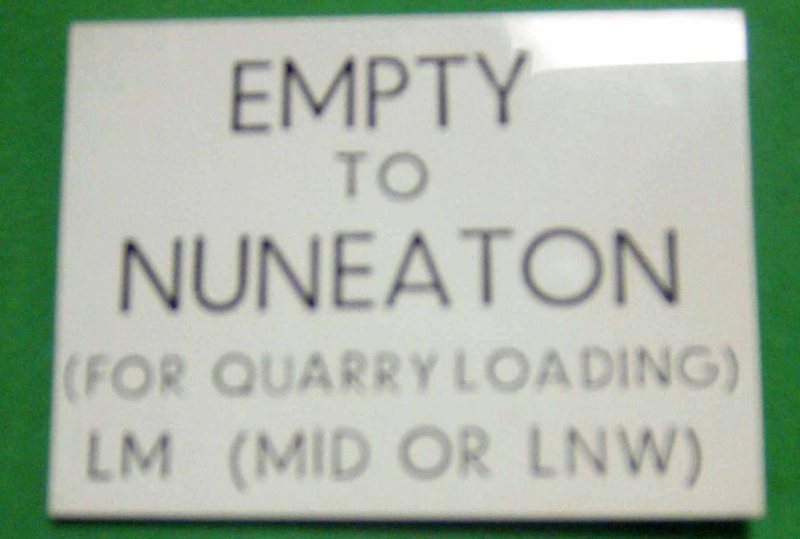 EMPTY
TO
NUNEATON
(FOR QUARRY LOADING)
LM (MID OR LNW)